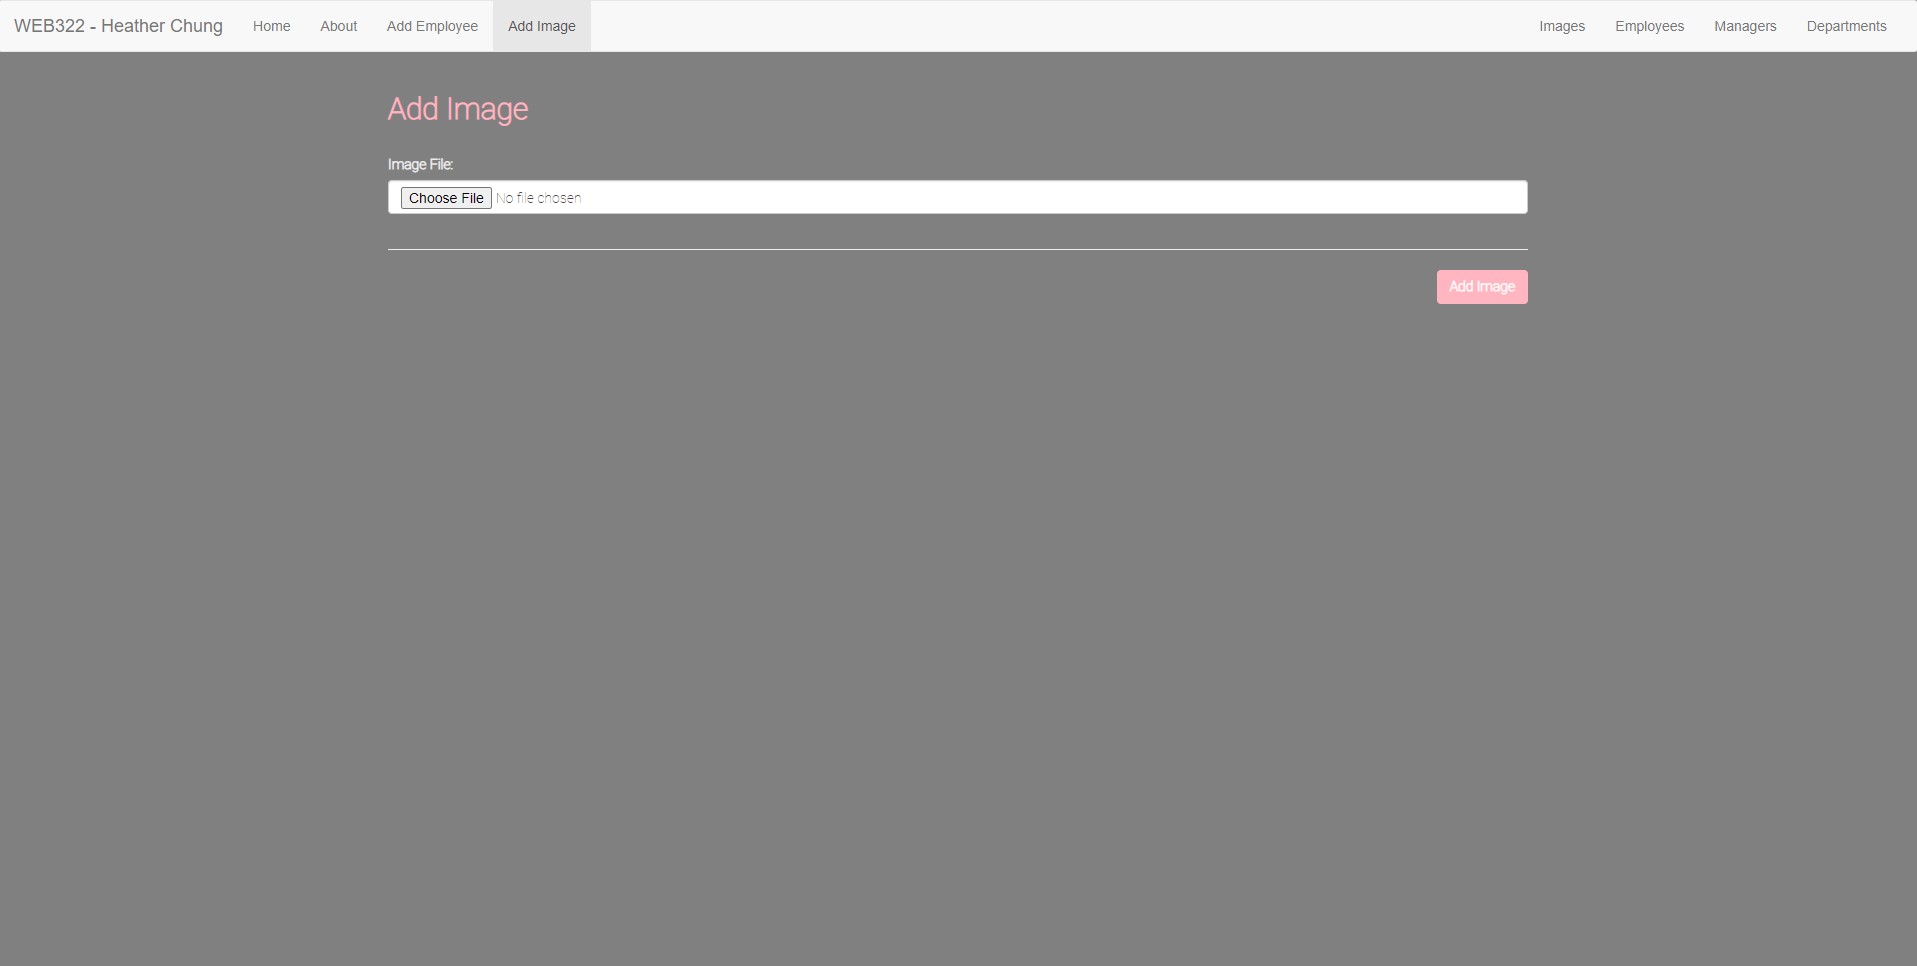 WEB322 - Heather Chung Home About Add Employee Add Image Images Employees Managers Departments
Add Image
Image File:
Choose File No file chosen
Add Image